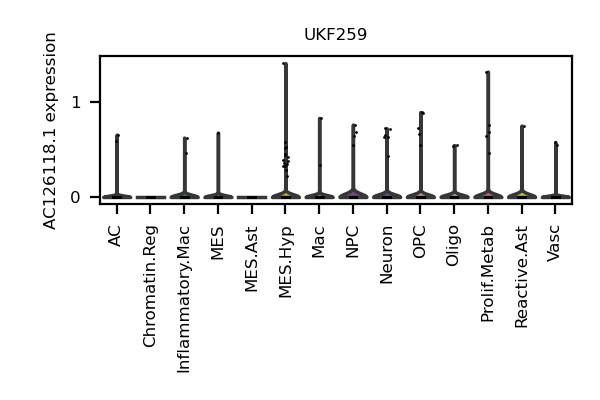 UKF259
AC126118.1 expression
1
0
AC
Chromatin.Reg
Inflammatory.Mac
MES
MES.Ast
MES.Hyp
Mac
NPC
Neuron
OPC
Oligo
Prolif.Metab
Reactive.Ast
Vasc